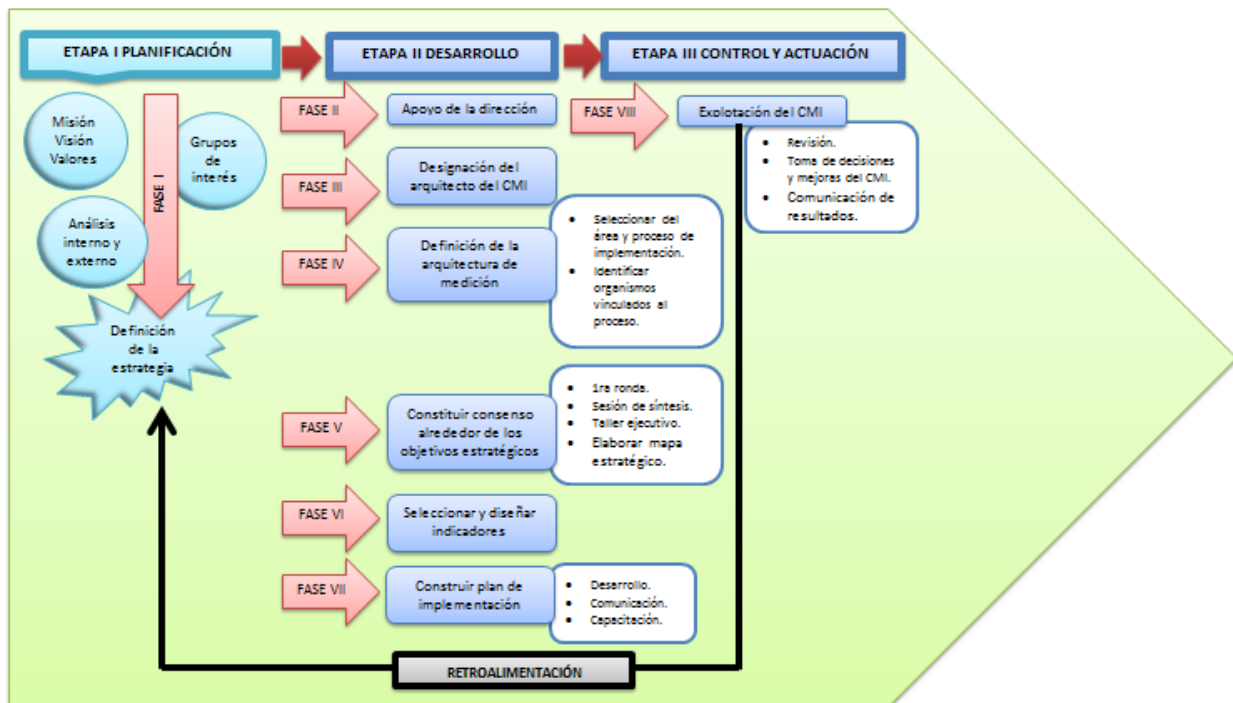 ETAPA I PLANIFICACIÓN
ETAPA II DESARROLLO
ETAPA III CONTROL Y ACTUACIÓN
Misión
Visión
Valores
Grupos
de
interés
FASE I
Análisis
interno y
externo
Definición
de la
estrategia
FASE II
Apoyo de la dirección
FASE III
Designación del
arquitecto del CMI
FASE IV
Definición de la
arquitectura de
medición
• Seleccionar del
área y proceso de
implementación.
• Identificar
organismos
vinculados al
proceso.
FASE V
Constituir consenso
alrededor de los
objetivos estratégicos
• 1ra ronda.
• Sesión de síntesis.
• Taller ejecutivo.
• Elaborar mapa
estratégico.
FASE VI
Seleccionar y diseñar
indicadores
FASE VII
Construir plan de
implementación
• Desarrollo.
• Comunicación.
• Capacitación.
FASE VIII
Explotación del CMI
• Revisión.
• Toma de decisiones
y mejoras del CMI.
• Comunicación de
resultados.
RETROALIMENTACIÓN